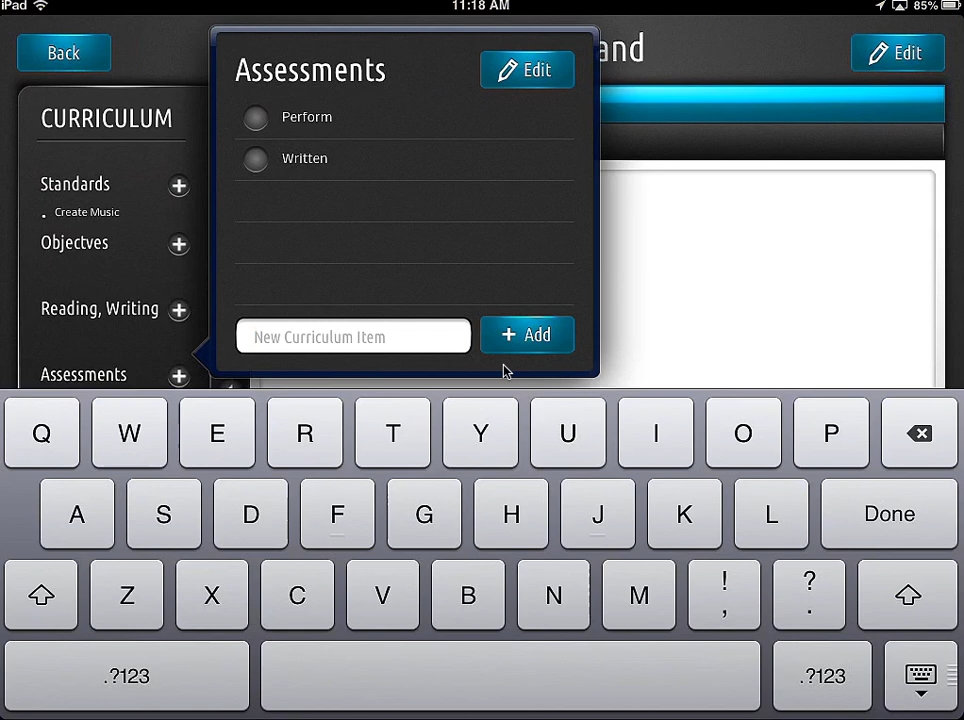 iPad 11:18 AM 85%
Back
and
Edit
Assessments
Edit
Perform
Written
New Curriculum Item
+ Add
CURRICULUM
Standards +
• Create Music
Objectves +
Reading, Writing +
Assessments +
Q W E R T Y U I O P
A S D F G H J K L Done
Z X C V B N M ! , ? .
.?123 .?123